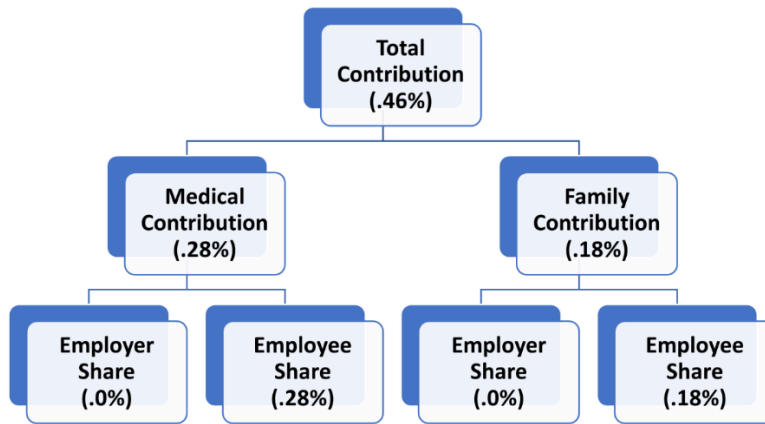 Total
Contribution
(.46%)
Medical
Contribution
(.28%)
Family
Contribution
(.18%)
Employer
Share
(.0%)
Employee
Share
(.28%)
Employer
Share
(.0%)
Employee
Share
(.18%)